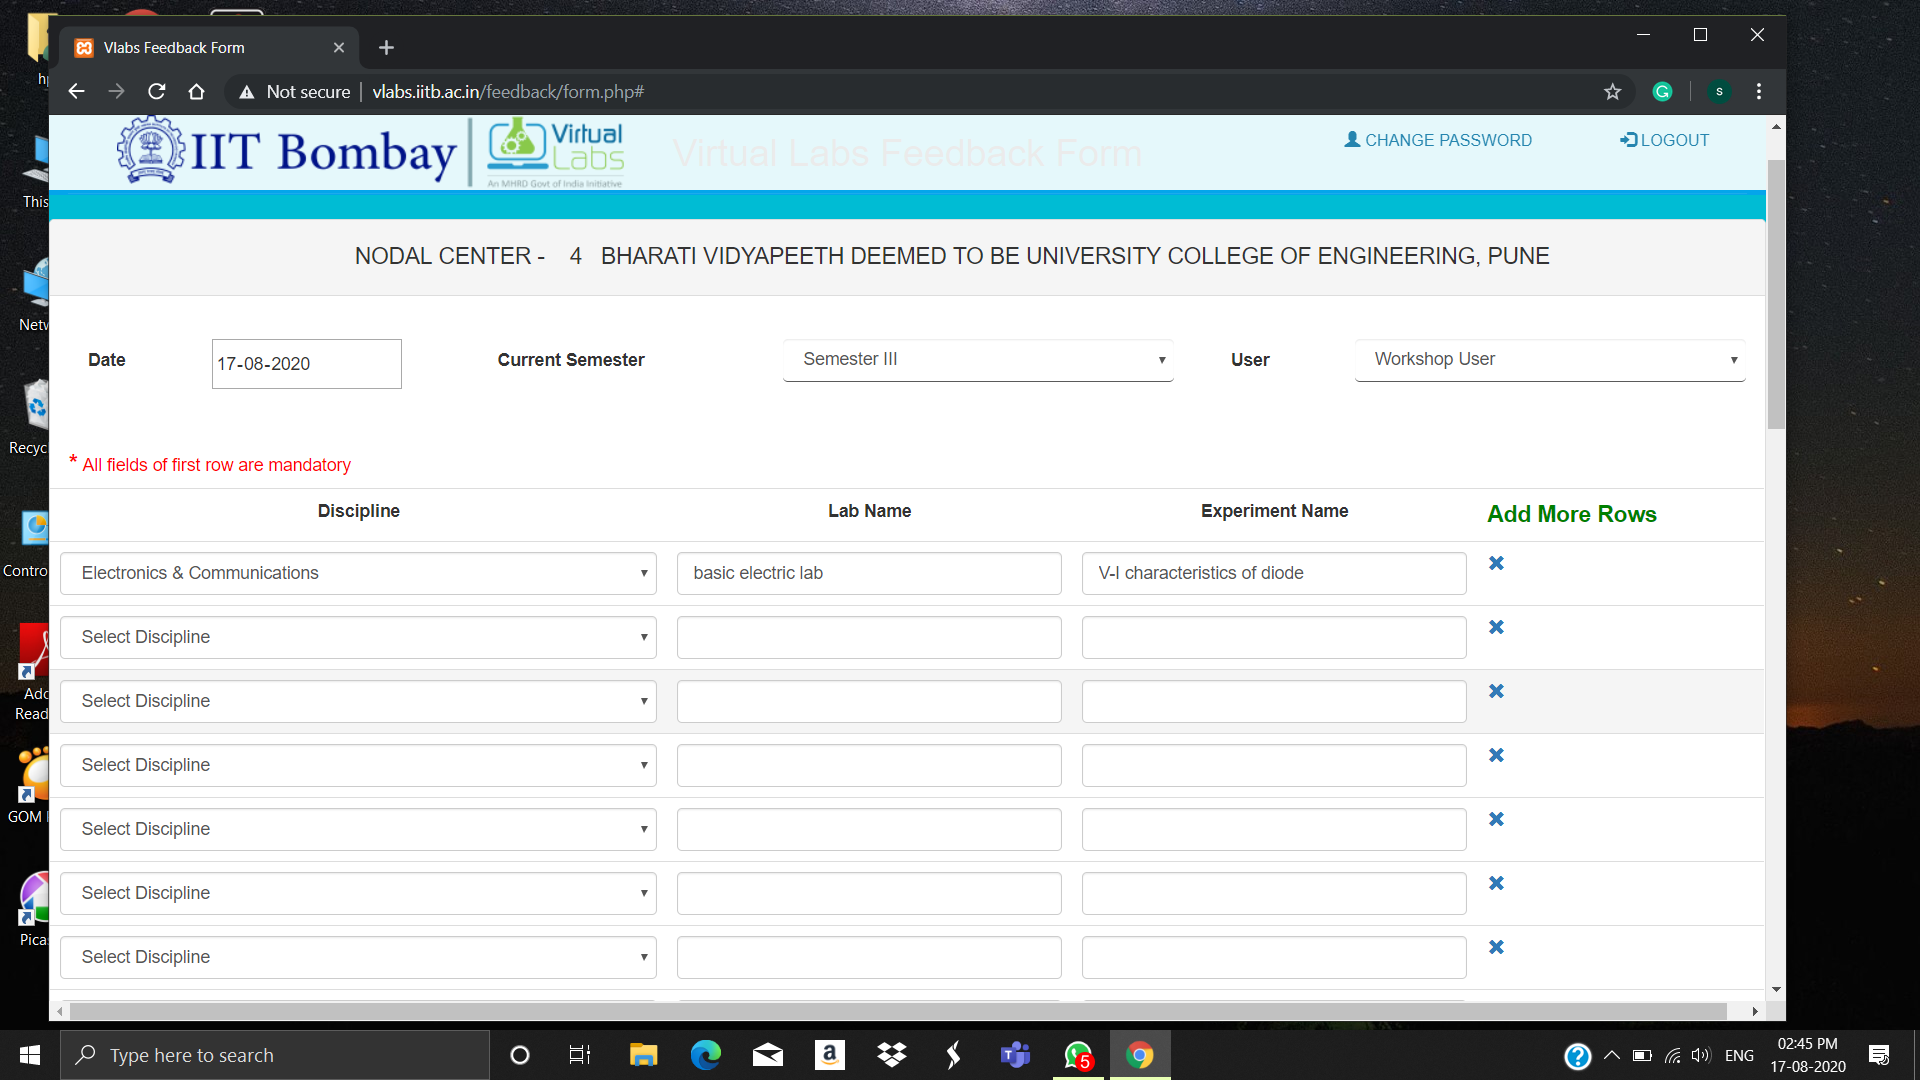 Vlabs Feedback Form
Not secure | vlabs.iitb.ac.in/feedback/form.php#
S
IIT Bombay
Virtual Labs
An MHRD Govt of India Initiative
Virtual Labs Feedback Form
CHANGE PASSWORD
LOGOUT
NODAL CENTER - 4 BHARATI VIDYAPEETH DEEMED TO BE UNIVERSITY COLLEGE OF ENGINEERING, PUNE
Date
17-08-2020
Current Semester
Semester III
User
Workshop User
* All fields of first row are mandatory
Discipline
Lab Name
Experiment Name
Add More Rows
Electronics & Communications
basic electric lab
V-I characteristics of diode
Select Discipline
Select Discipline
Select Discipline
Select Discipline
Select Discipline
Select Discipline
hp
This
Netw
Recyc
Contro
Ado
Read
GOM
Pica
Type here to search
a
5
ENG
02:45 PM
17-08-2020